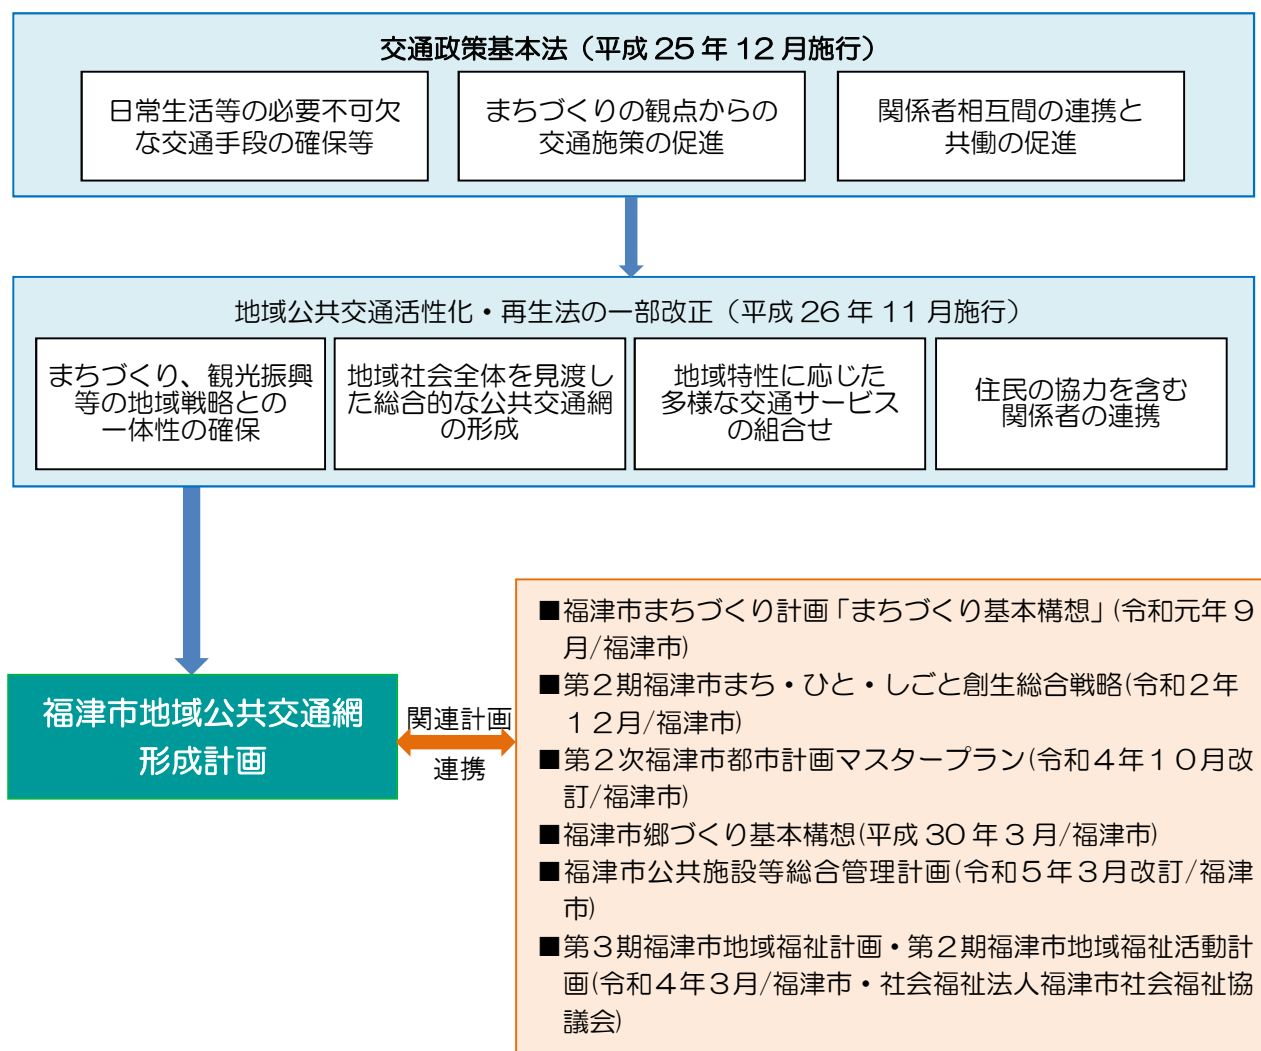 交通政策基本法（平成 25 年 12 月施行）
日常生活等の必要不可欠
な交通手段の確保等
まちづくりの観点からの
交通施策の促進
関係者相互間の連携と
共働の促進
地域公共交通活性化・再生法の一部改正（平成 26 年 11 月施行）
まちづくり、観光振興
等の地域戦略との
一体性の確保
地域社会全体を見渡し
た総合的な公共交通網
の形成
地域特性に応じた
多様な交通サービス
の組合せ
住民の協力を含む
関係者の連携
福津市地域公共交通網
形成計画
関連計画
連携
■福津市まちづくり計画「まちづくり基本構想」(令和元年９
月/福津市)
■第２期福津市まち・ひと・しごと創生総合戦略(令和２年
１２月/福津市)
■第２次福津市都市計画マスタープラン(令和４年１０月改
訂/福津市)
■福津市郷づくり基本構想(平成 30 年 3 月/福津市)
■福津市公共施設等総合管理計画(令和５年３月改訂/福津
市)
■第３期福津市地域福祉計画・第２期福津市地域福祉活動計
画(令和４年３月/福津市・社会福祉法人福津市社会福祉協
議会)